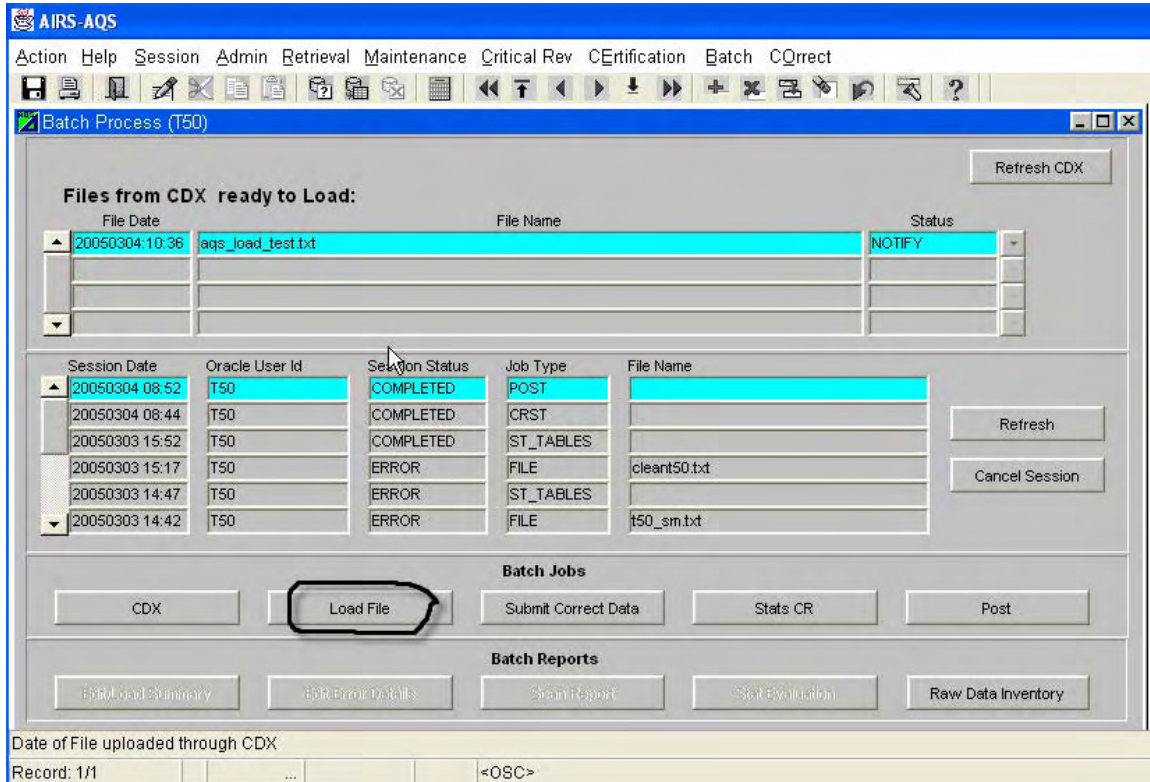 AIRS-AQS
Action Help Session Admin Retrieval Maintenance Critical Rev CErtification Batch COrrect
Batch Process (T50)
Refresh CDX
Files from CDX ready to Load:
File Date File Name Status
20050304:10:36 aqs_load_test.txt NOTIFY
Session Date Oracle User Id Session Status Job Type File Name
20050304 08:52 T50 COMPLETED POST
20050304 08:44 T50 COMPLETED CRST
20050303 15:52 T50 COMPLETED ST_TABLES
20050303 15:17 T50 ERROR FILE cleant50.txt
20050303 14:47 T50 ERROR ST_TABLES
20050303 14:42 T50 ERROR FILE t50_sm.txt
Refresh
Cancel Session
Batch Jobs
CDX Load File Submit Correct Data Stats CR Post
Batch Reports
Edit/Load Summary Edit Error Details Scan Report Stat Evaluation Raw Data Inventory
Date of File uploaded through CDX
Record: 1/1 ... <OSC>